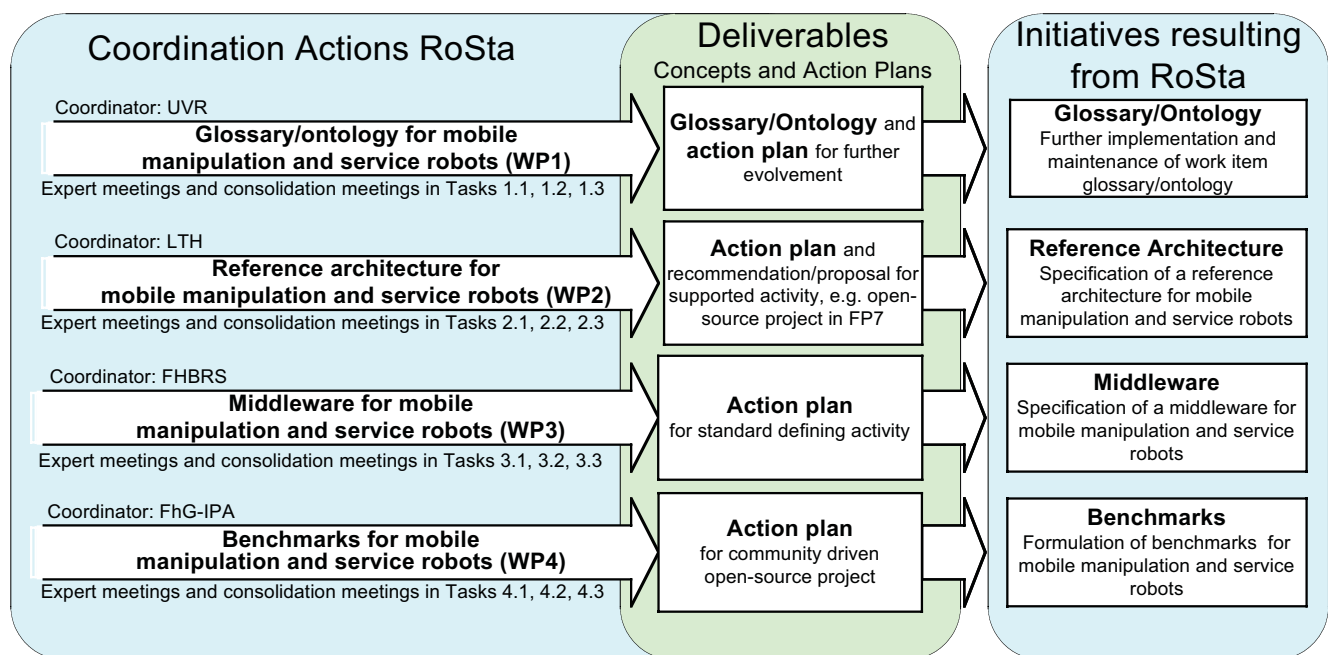 Coordination Actions RoSta
Deliverables
Concepts and Action Plans
Initiatives resulting
from RoSta
Coordinator: UVR
Glossary/ontology for mobile
manipulation and service robots (WP1)
Expert meetings and consolidation meetings in Tasks 1.1, 1.2, 1.3
Glossary/Ontology and
action plan for further
evolvement
Glossary/Ontology
Further implementation and
maintenance of work item
glossary/ontology
Coordinator: LTH
Reference architecture for
mobile manipulation and service robots (WP2)
Expert meetings and consolidation meetings in Tasks 2.1, 2.2, 2.3
Action plan and
recommendation/proposal for
supported activity, e.g. open-
source project in FP7
Reference Architecture
Specification of a reference
architecture for mobile
manipulation and service robots
Coordinator: FHBRS
Middleware for mobile
manipulation and service robots (WP3)
Expert meetings and consolidation meetings in Tasks 3.1, 3.2, 3.3
Action plan
for standard defining activity
Middleware
Specification of a middleware for
mobile manipulation and service
robots
Coordinator: FhG-IPA
Benchmarks for mobile
manipulation and service robots (WP4)
Expert meetings and consolidation meetings in Tasks 4.1, 4.2, 4.3
Action plan
for community driven
open-source project
Benchmarks
Formulation of benchmarks for
mobile manipulation and service
robots